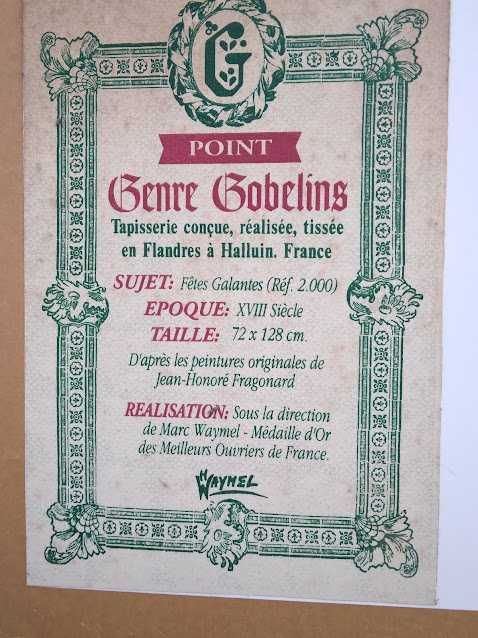 G
POINT
Genre Gobelins
Tapisserie conçue, réalisée, tissée
en Flandres à Halluin. France
SUJET: Fêtes Galantes (Réf. 2.000)
EPOQUE: XVIII Siècle
TAILLE: 72 x 128 cm.
D'après les peintures originales de
Jean-Honoré Fragonard
REALISATION: Sous la direction
de Marc Waymel - Médaille d'Or
des Meilleurs Ouvriers de France.
M WAYMEL